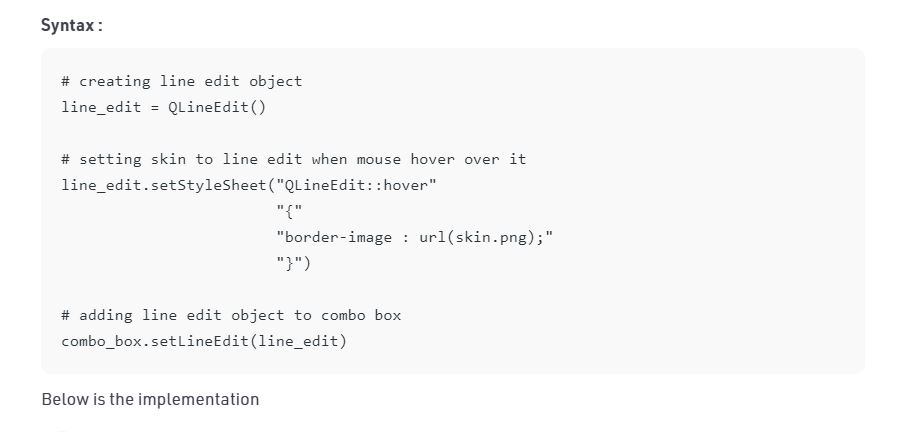 Syntax :
# creating line edit object
line_edit = QLineEdit()
# setting skin to line edit when mouse hover over it
line_edit.setStyleSheet("QLineEdit::hover"
"{"
"border-image : url(skin.png);"
"}")
# adding line edit object to combo box
combo_box.setLineEdit(line_edit)
Below is the implementation